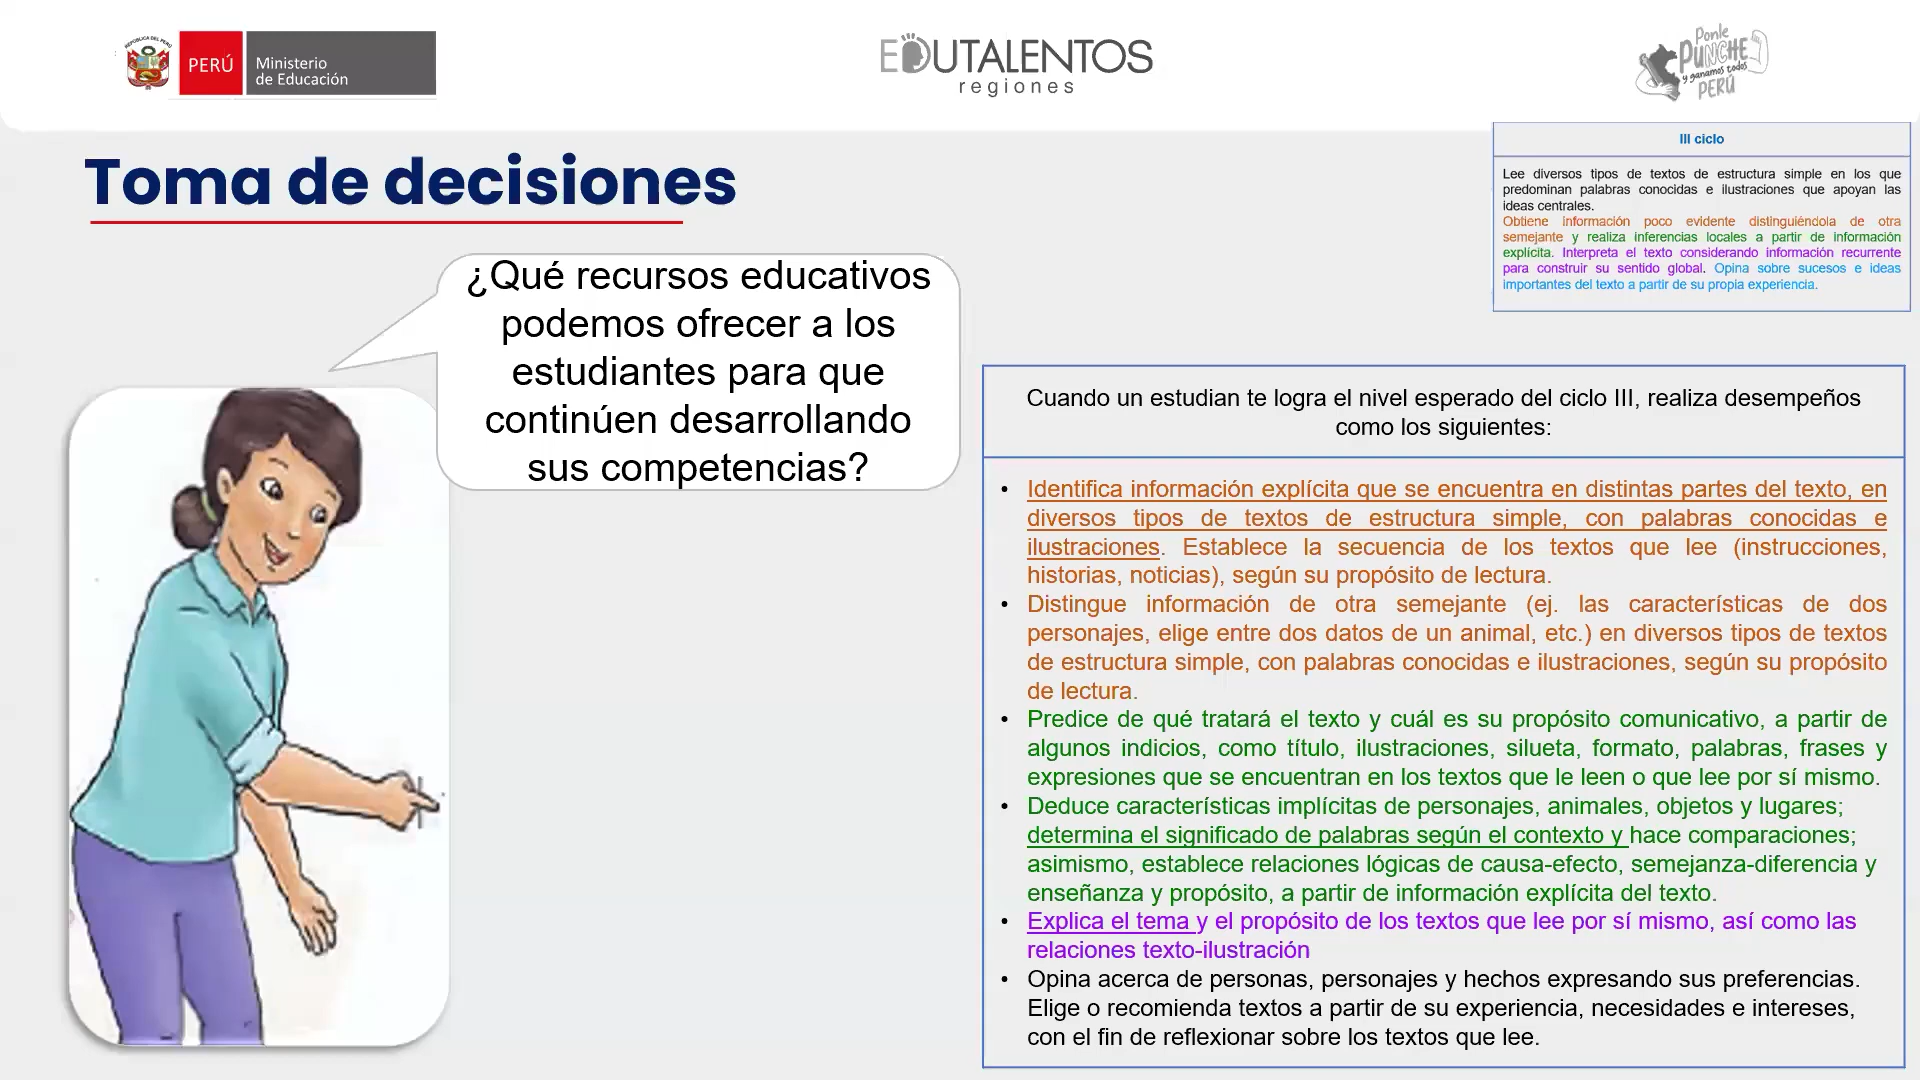 REPÚBLICA DEL PERÚ
PERÚ
Ministerio
de Educación
EDUTALENTOS
regiones
Ponle
PUNCHE
y ganamos todos
PERÚ
III ciclo
Lee diversos tipos de textos de estructura simple en los que
predominan palabras conocidas e ilustraciones que apoyan las
ideas centrales.
Obtiene información poco evidente distinguiéndola de otra
semejante y realiza inferencias locales a partir de información
explícita. Interpreta el texto considerando información recurrente
para construir su sentido global. Opina sobre sucesos e ideas
importantes del texto a partir de su propia experiencia.
Toma de decisiones
¿Qué recursos educativos
podemos ofrecer a los
estudiantes para que
continúen desarrollando
sus competencias?
Cuando un estudian te logra el nivel esperado del ciclo III, realiza desempeños
como los siguientes:
• Identifica información explícita que se encuentra en distintas partes del texto, en
diversos tipos de textos de estructura simple, con palabras conocidas e
ilustraciones. Establece la secuencia de los textos que lee (instrucciones,
historias, noticias), según su propósito de lectura.
• Distingue información de otra semejante (ej. las características de dos
personajes, elige entre dos datos de un animal, etc.) en diversos tipos de textos
de estructura simple, con palabras conocidas e ilustraciones, según su propósito
de lectura.
• Predice de qué tratará el texto y cuál es su propósito comunicativo, a partir de
algunos indicios, como título, ilustraciones, silueta, formato, palabras, frases y
expresiones que se encuentran en los textos que le leen o que lee por sí mismo.
• Deduce características implícitas de personajes, animales, objetos y lugares;
determina el significado de palabras según el contexto y hace comparaciones;
asimismo, establece relaciones lógicas de causa-efecto, semejanza-diferencia y
enseñanza y propósito, a partir de información explícita del texto.
• Explica el tema y el propósito de los textos que lee por sí mismo, así como las
relaciones texto-ilustración
• Opina acerca de personas, personajes y hechos expresando sus preferencias.
Elige o recomienda textos a partir de su experiencia, necesidades e intereses,
con el fin de reflexionar sobre los textos que lee.